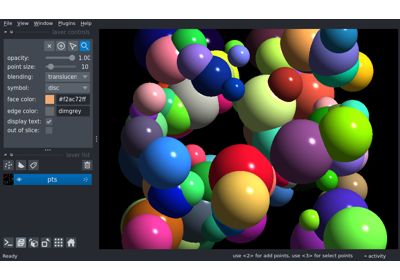 File View Window Plugins Help
layer controls
opacity: 1.00
point size: 10
blending: translucen
symbol: disc
face color: #f2ac72ff
edge color: dimgrey
display text:
out of slice:
layer list
pts
Ready
use <2> for add points, use <3> for select points
activity